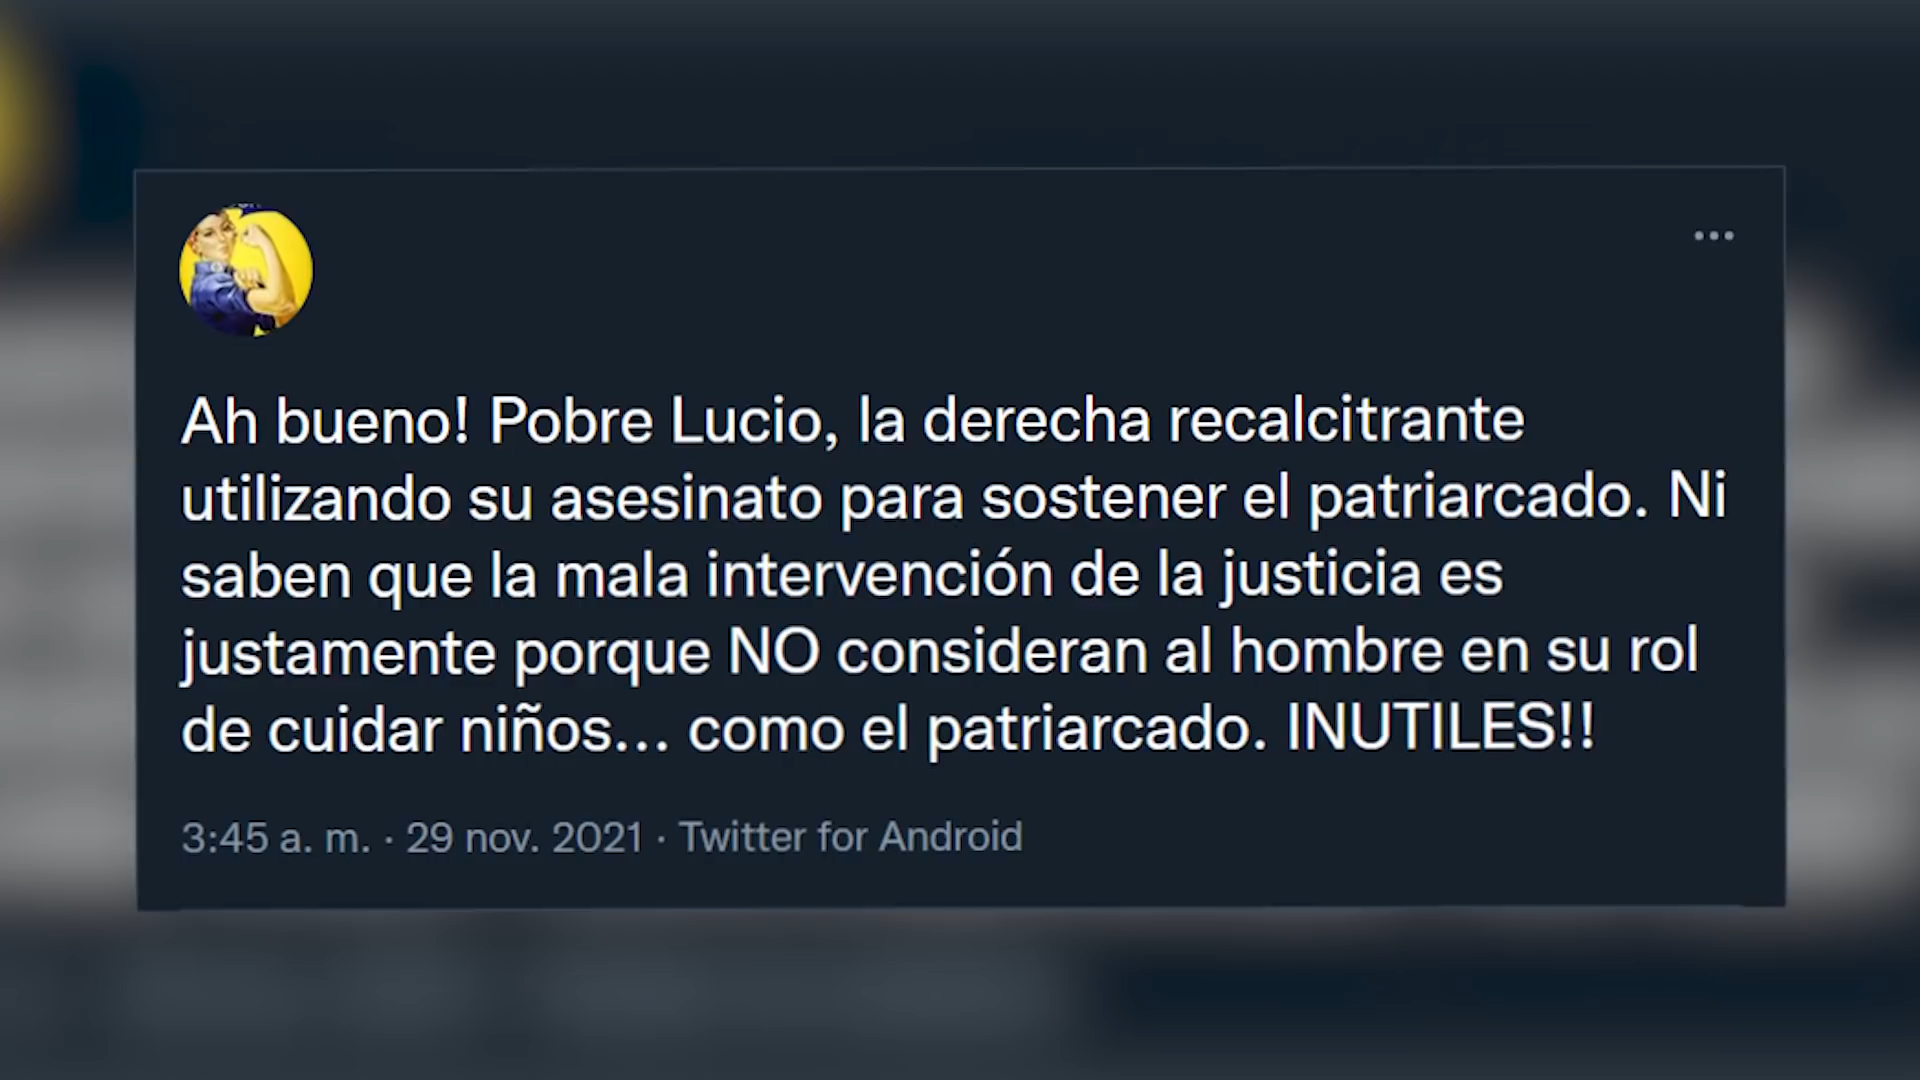 Ah bueno! Pobre Lucio, la derecha recalcitrante
utilizando su asesinato para sostener el patriarcado. Ni
saben que la mala intervención de la justicia es
justamente porque NO consideran al hombre en su rol
de cuidar niños... como el patriarcado. INUTILES!!
3:45 a. m. · 29 nov. 2021 · Twitter for Android